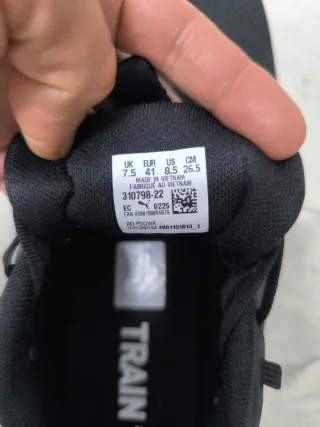 UK EUR US CM
7.5 41 8.5 26.5
MADE IN VIETNAM
FABRIQUÉ AU VIETNAM
310798-22
EC 0225
TRAIN